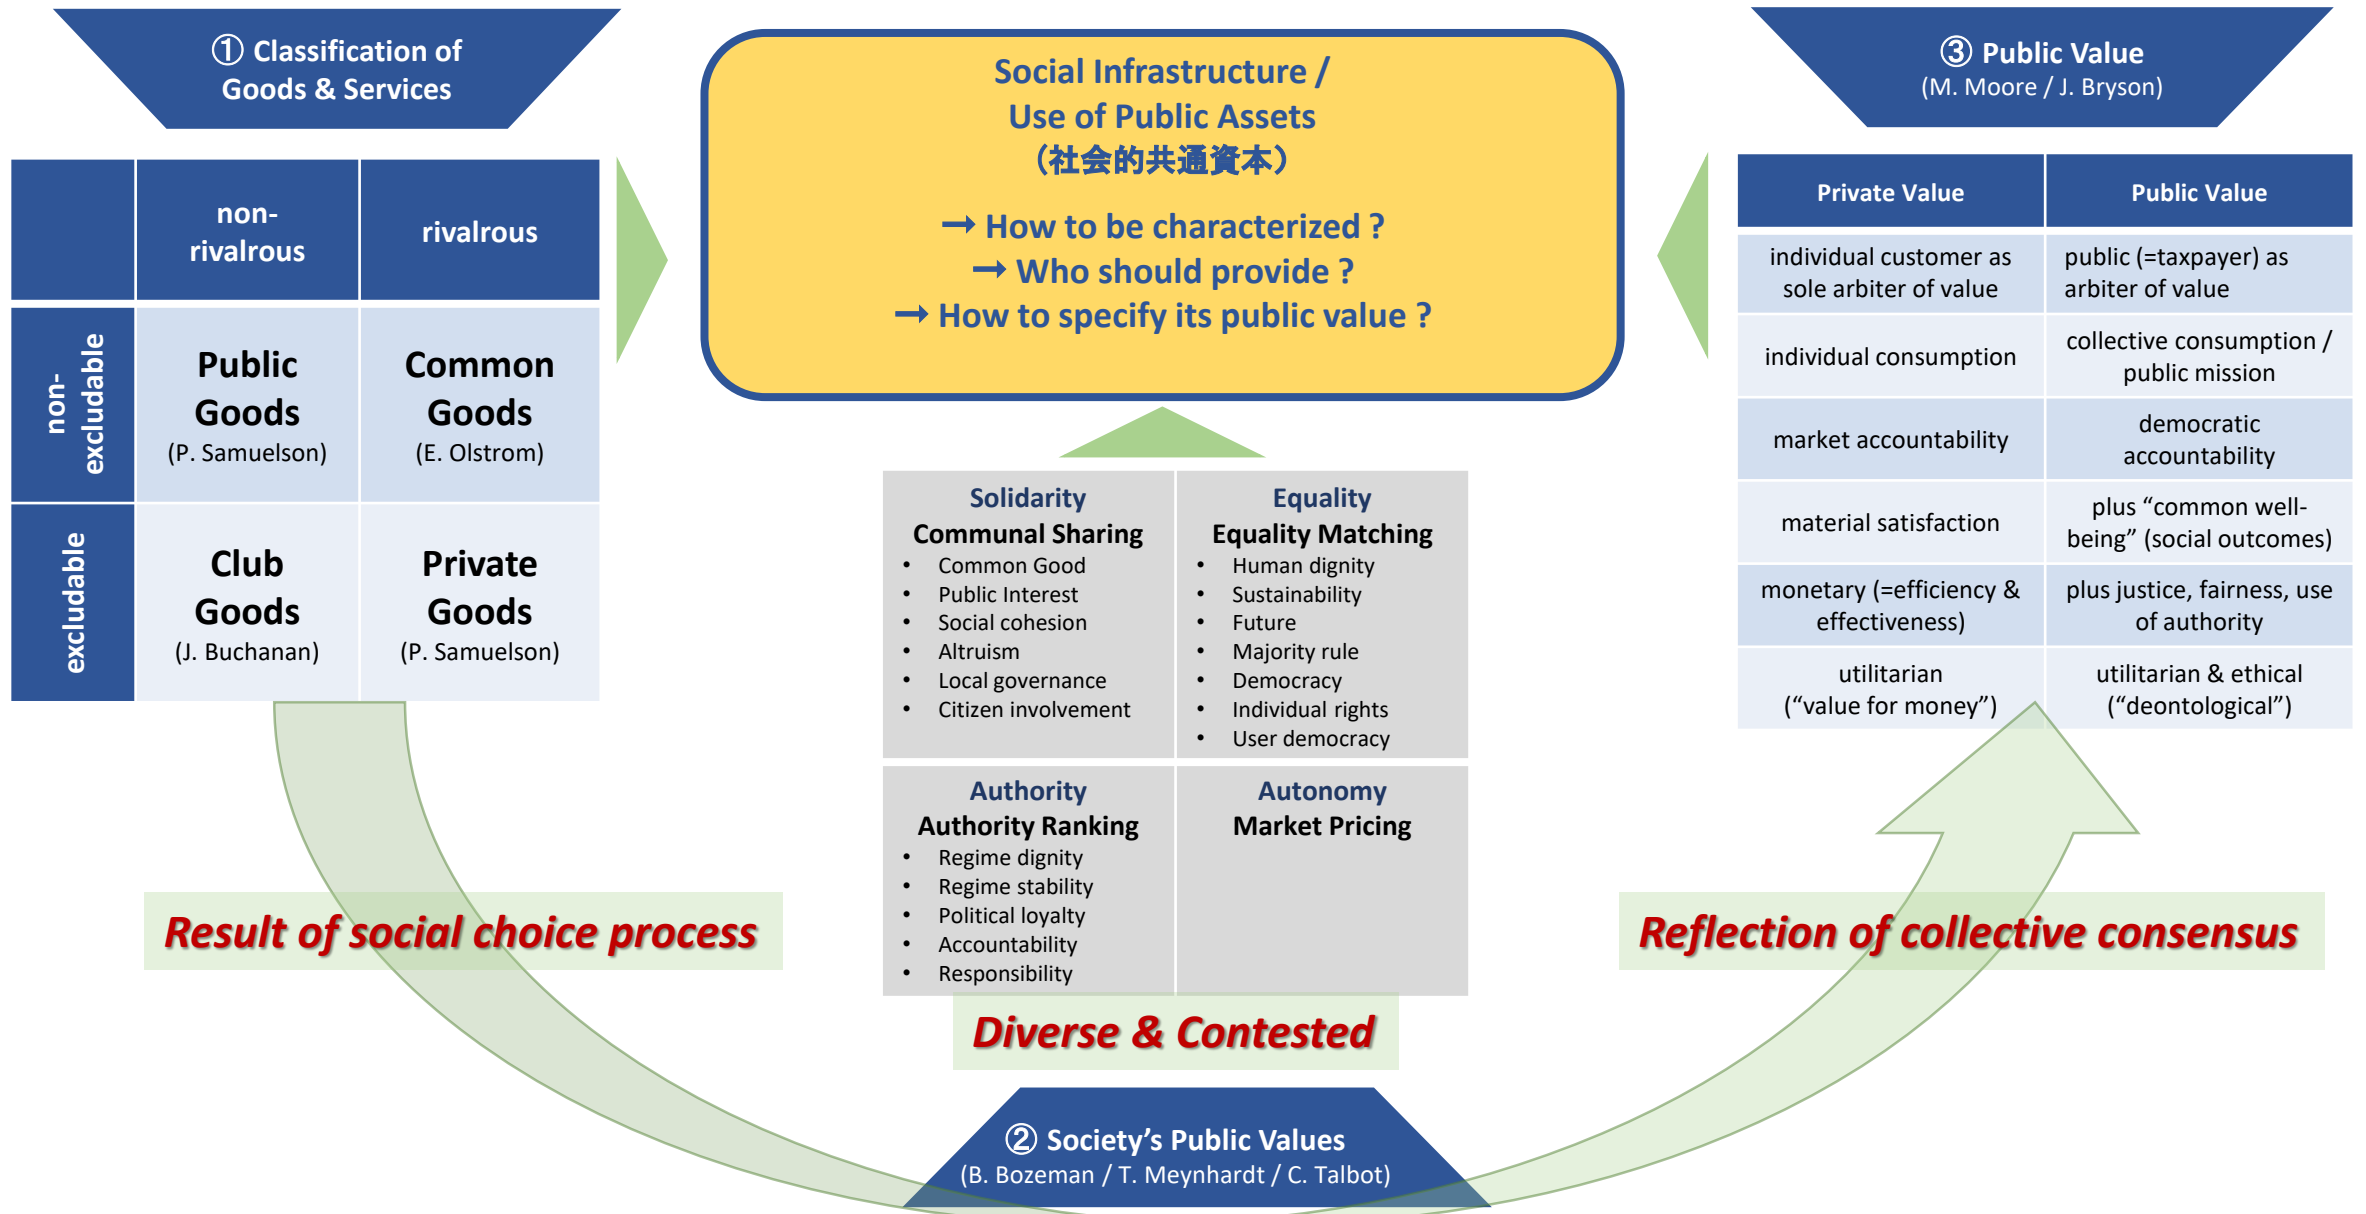 ① Classification of
Goods & Services
non-
rivalrous
rivalrous
non-
excludable
Public
Goods
(P. Samuelson)
Common
Goods
(E. Olstrom)
excludable
Club
Goods
(J. Buchanan)
Private
Goods
(P. Samuelson)
Social Infrastructure /
Use of Public Assets
（社会的共通資本）
→ How to be characterized ?
→ Who should provide ?
→ How to specify its public value ?
③ Public Value
(M. Moore / J. Bryson)
Private Value
Public Value
individual customer as
sole arbiter of value
public (=taxpayer) as
arbiter of value
individual consumption
collective consumption /
public mission
market accountability
democratic
accountability
material satisfaction
plus “common well-
being” (social outcomes)
monetary (=efficiency &
effectiveness)
plus justice, fairness, use
of authority
utilitarian
(“value for money”)
utilitarian & ethical
(“deontological”)
Solidarity
Communal Sharing
• Common Good
• Public Interest
• Social cohesion
• Altruism
• Local governance
• Citizen involvement
Equality
Equality Matching
• Human dignity
• Sustainability
• Future
• Majority rule
• Democracy
• Individual rights
• User democracy
Authority
Authority Ranking
• Regime dignity
• Regime stability
• Political loyalty
• Accountability
• Responsibility
Autonomy
Market Pricing
Result of social choice process
Diverse & Contested
Reflection of collective consensus
② Society’s Public Values
(B. Bozeman / T. Meynhardt / C. Talbot)